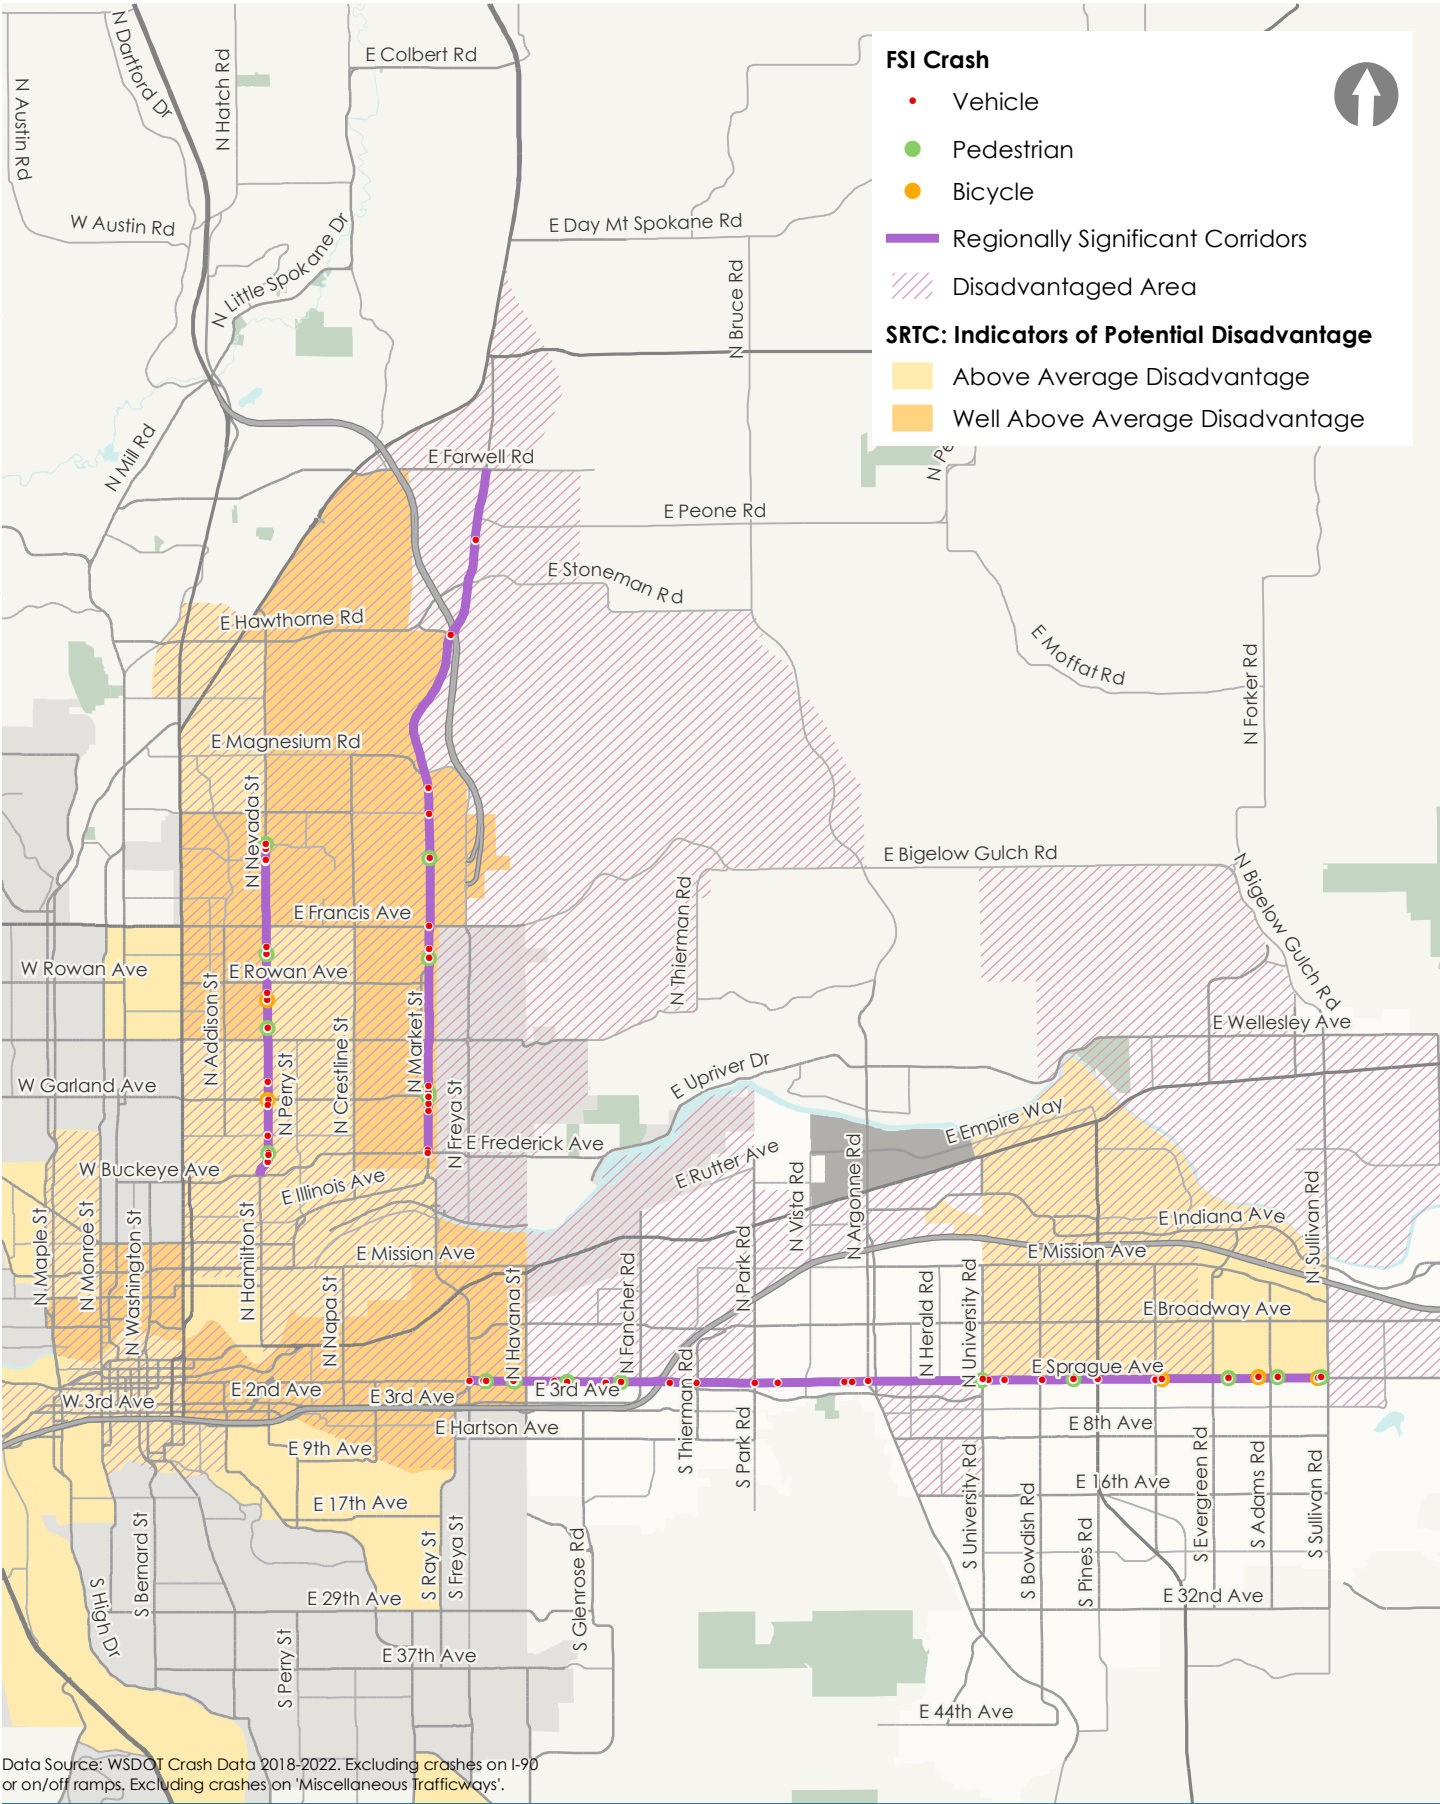 FSI Crash
Vehicle
Pedestrian
Bicycle
Regionally Significant Corridors
Disadvantaged Area
SRTC: Indicators of Potential Disadvantage
Above Average Disadvantage
Well Above Average Disadvantage
N Dartford Dr
N Hatch Rd
E Colbert Rd
N Austin Rd
W Austin Rd
N Little Spokane Dr
E Day Mt Spokane Rd
N Bruce Rd
N Mill Rd
E Farwell Rd
N Pe
E Peone Rd
E Stoneman Rd
E Hawthorne Rd
E Moffat Rd
N Forker Rd
E Magnesium Rd
N Nevada St
E Bigelow Gulch Rd
N Bigelow Gulch Rd
E Francis Ave
N Thierman Rd
W Rowan Ave
E Rowan Ave
N Addison St
N Market St
N Crestline St
E Wellesley Ave
W Garland Ave
N Perry St
E Upriver Dr
N Freya St
E Empire Way
E Frederick Ave
E Rutter Ave
W Buckeye Ave
E Illinois Ave
N Vista Rd
N Argonne Rd
N Sullivan Rd
N Maple St
N Monroe St
N Washington St
N Hamilton St
E Mission Ave
E Indiana Ave
E Mission Ave
N Napa St
N Havana St
N Fancher Rd
N Park Rd
N Herald Rd
N University Rd
E Broadway Ave
E Sprague Ave
W 3rd Ave
E 2nd Ave
E 3rd Ave
E 3rd Ave
S Thierman Rd
S Park Rd
E Hartson Ave
E 8th Ave
E 9th Ave
E 16th Ave
E 17th Ave
S University Rd
S Bowdish Rd
S Pines Rd
S Evergreen Rd
S Adams Rd
S Sullivan Rd
S Bernard St
S Ray St
S Freya St
S Glenrose Rd
S High Dr
E 29th Ave
E 32nd Ave
S Perry St
E 37th Ave
E 44th Ave
Data Source: WSDOT Crash Data 2018-2022. Excluding crashes on I-90
or on/off ramps. Excluding crashes on 'Miscellaneous Trafficways'.